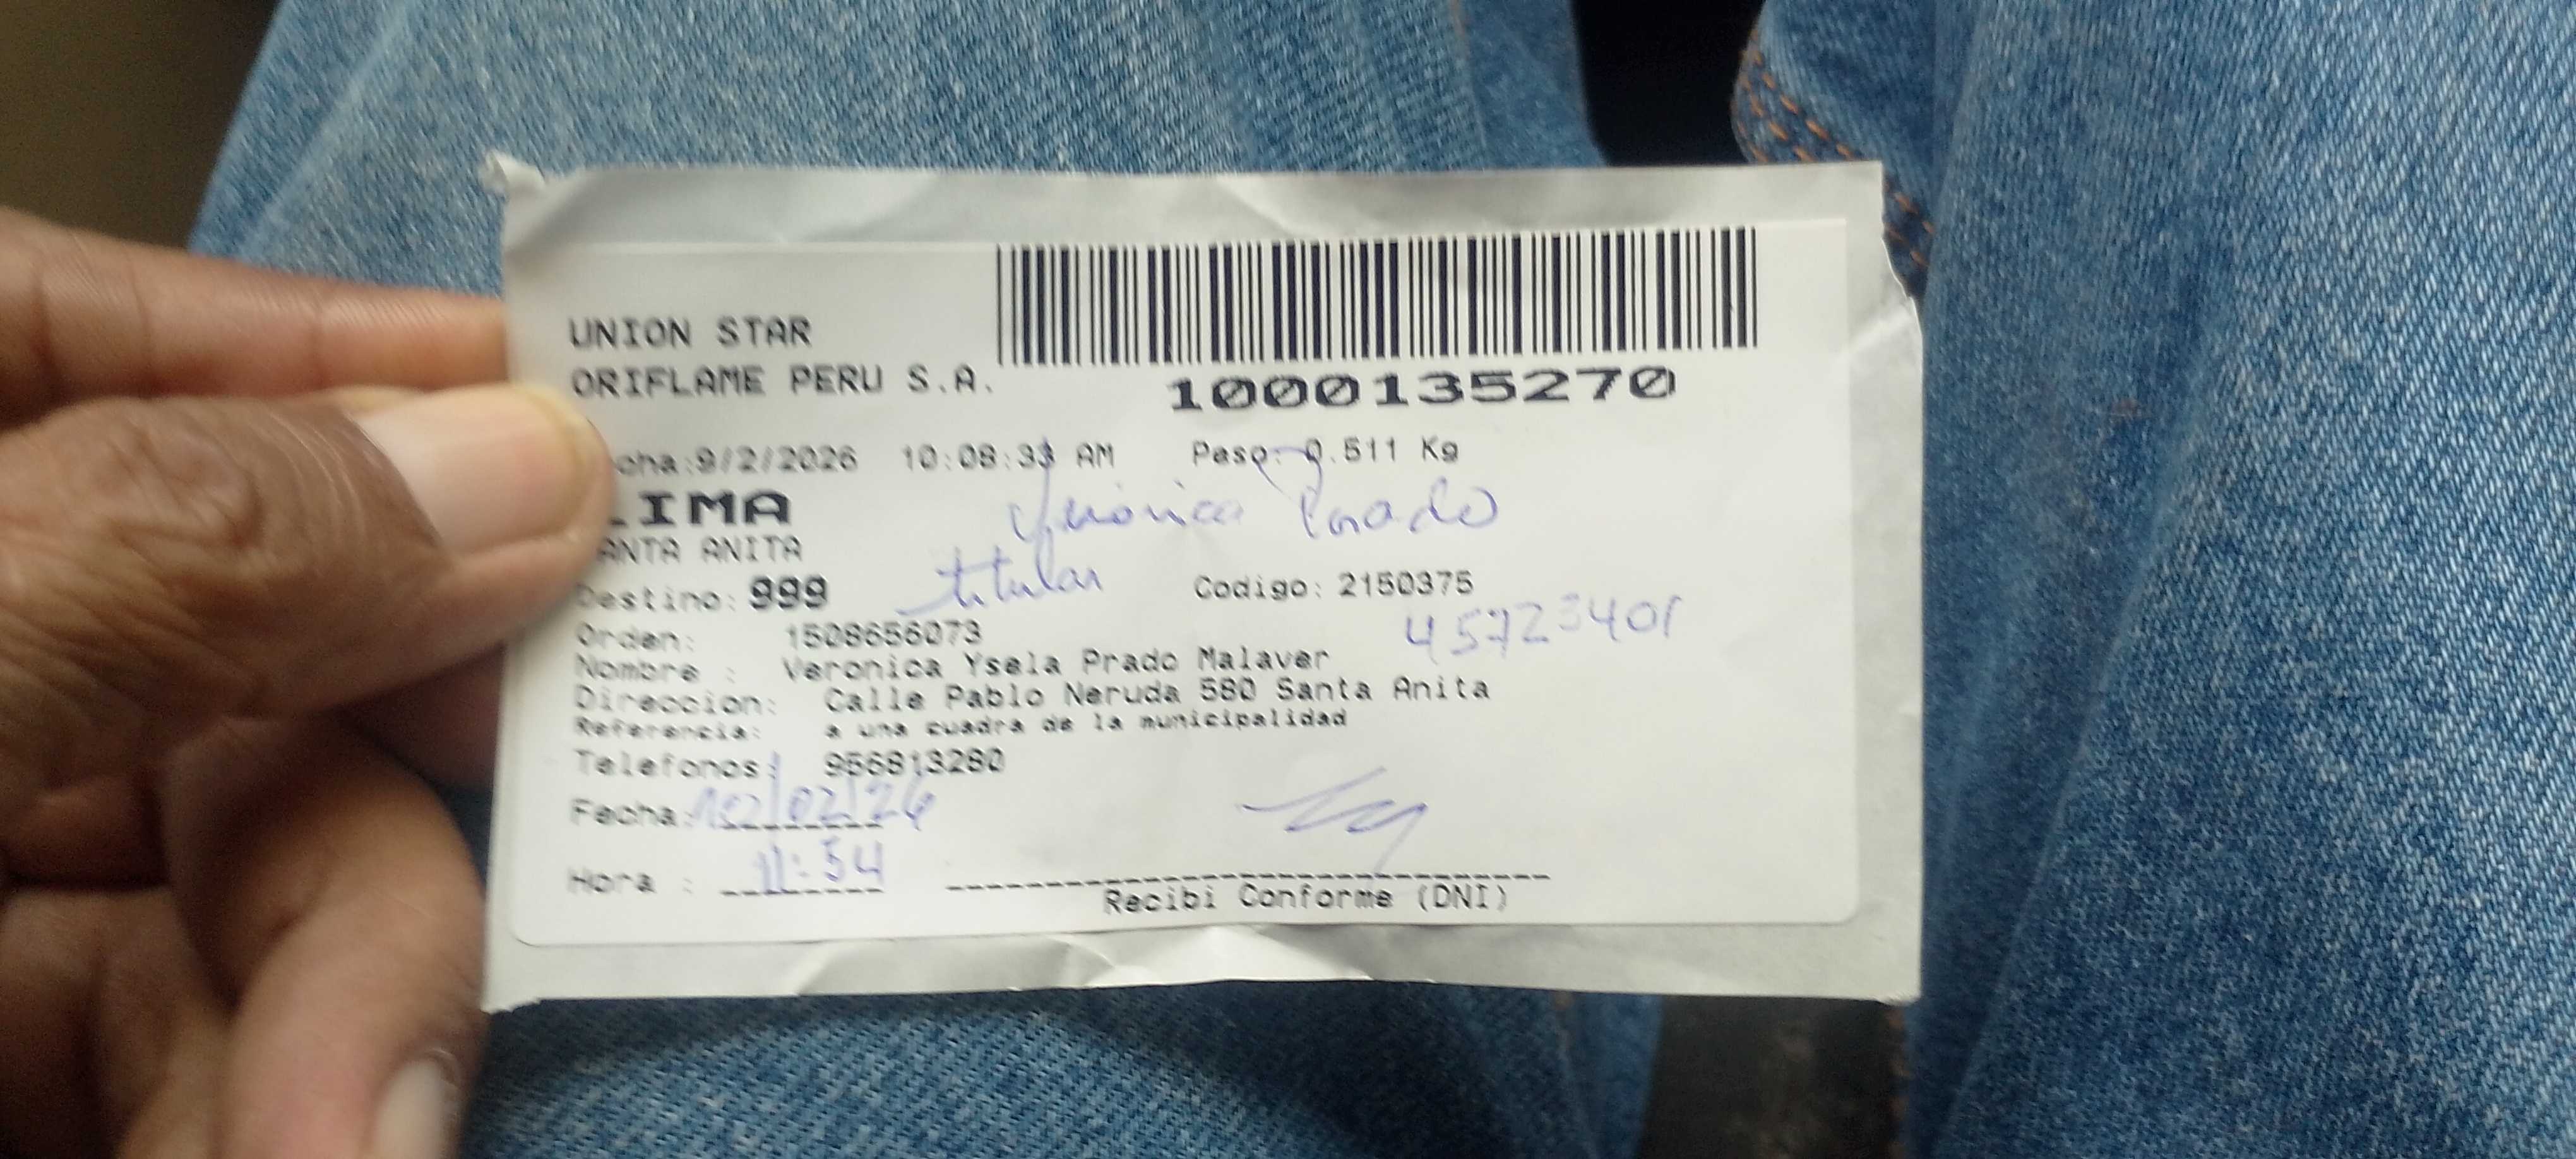 UNION STAR
ORIFLAME PERU S.A.
1000135270
cha:9/2/2026 10:08:33 AM Peso: 0.511 Kg
LIMA
Veronica Prado
ANTA ANITA
titular
Destino: 999 Codigo: 2150375
45723401
Orden: 1508656073
Nombre : Veronica Ysela Prado Malaver
Direccion: Calle Pablo Neruda 580 Santa Anita
Referencia: a una cuadra de la municipalidad
Telefonos: 956813280
Fecha: 10/02/26
Hora : 11:54
Recibi Conforme (DNI)